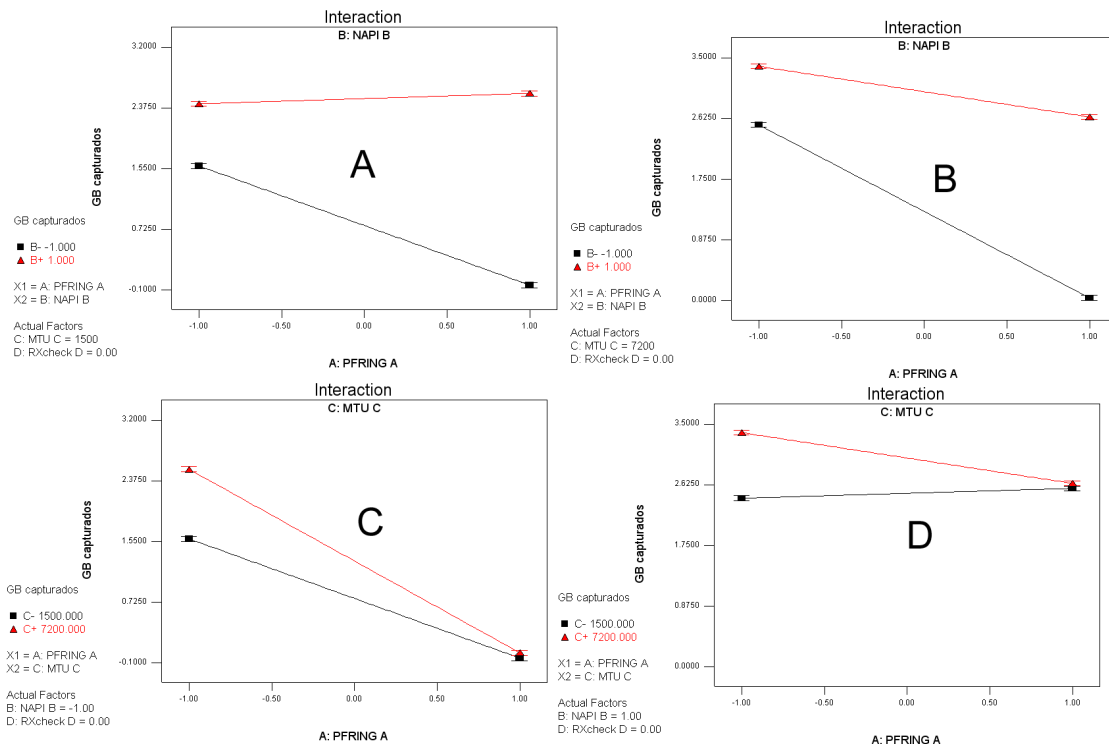 Interaction
B: NAPI B
3.2000
2.3750
1.5500
0.7250
-0.1000
GB capturados
A
-1.00
-0.50
0.00
0.50
1.00
A: PFRING A
GB capturados
B- -1.000
B+ 1.000
X1 = A: PFRING A
X2 = B: NAPI B
Actual Factors
C: MTU C = 1500
D: RXcheck D = 0.00
Interaction
B: NAPI B
3.5000
2.6250
1.7500
0.8750
0.0000
GB capturados
B
-1.00
-0.50
0.00
0.50
1.00
A: PFRING A
GB capturados
B- -1.000
B+ 1.000
X1 = A: PFRING A
X2 = B: NAPI B
Actual Factors
C: MTU C = 7200
D: RXcheck D = 0.00
Interaction
C: MTU C
3.2000
2.3750
1.5500
0.7250
-0.1000
GB capturados
C
-1.00
-0.50
0.00
0.50
1.00
A: PFRING A
GB capturados
C- 1500.000
C+ 7200.000
X1 = A: PFRING A
X2 = C: MTU C
Actual Factors
B: NAPI B = -1.00
D: RXcheck D = 0.00
Interaction
C: MTU C
3.5000
2.6250
1.7500
0.8750
0.0000
GB capturados
D
-1.00
-0.50
0.00
0.50
1.00
A: PFRING A
GB capturados
C- 1500.000
C+ 7200.000
X1 = A: PFRING A
X2 = C: MTU C
Actual Factors
B: NAPI B = 1.00
D: RXcheck D = 0.00